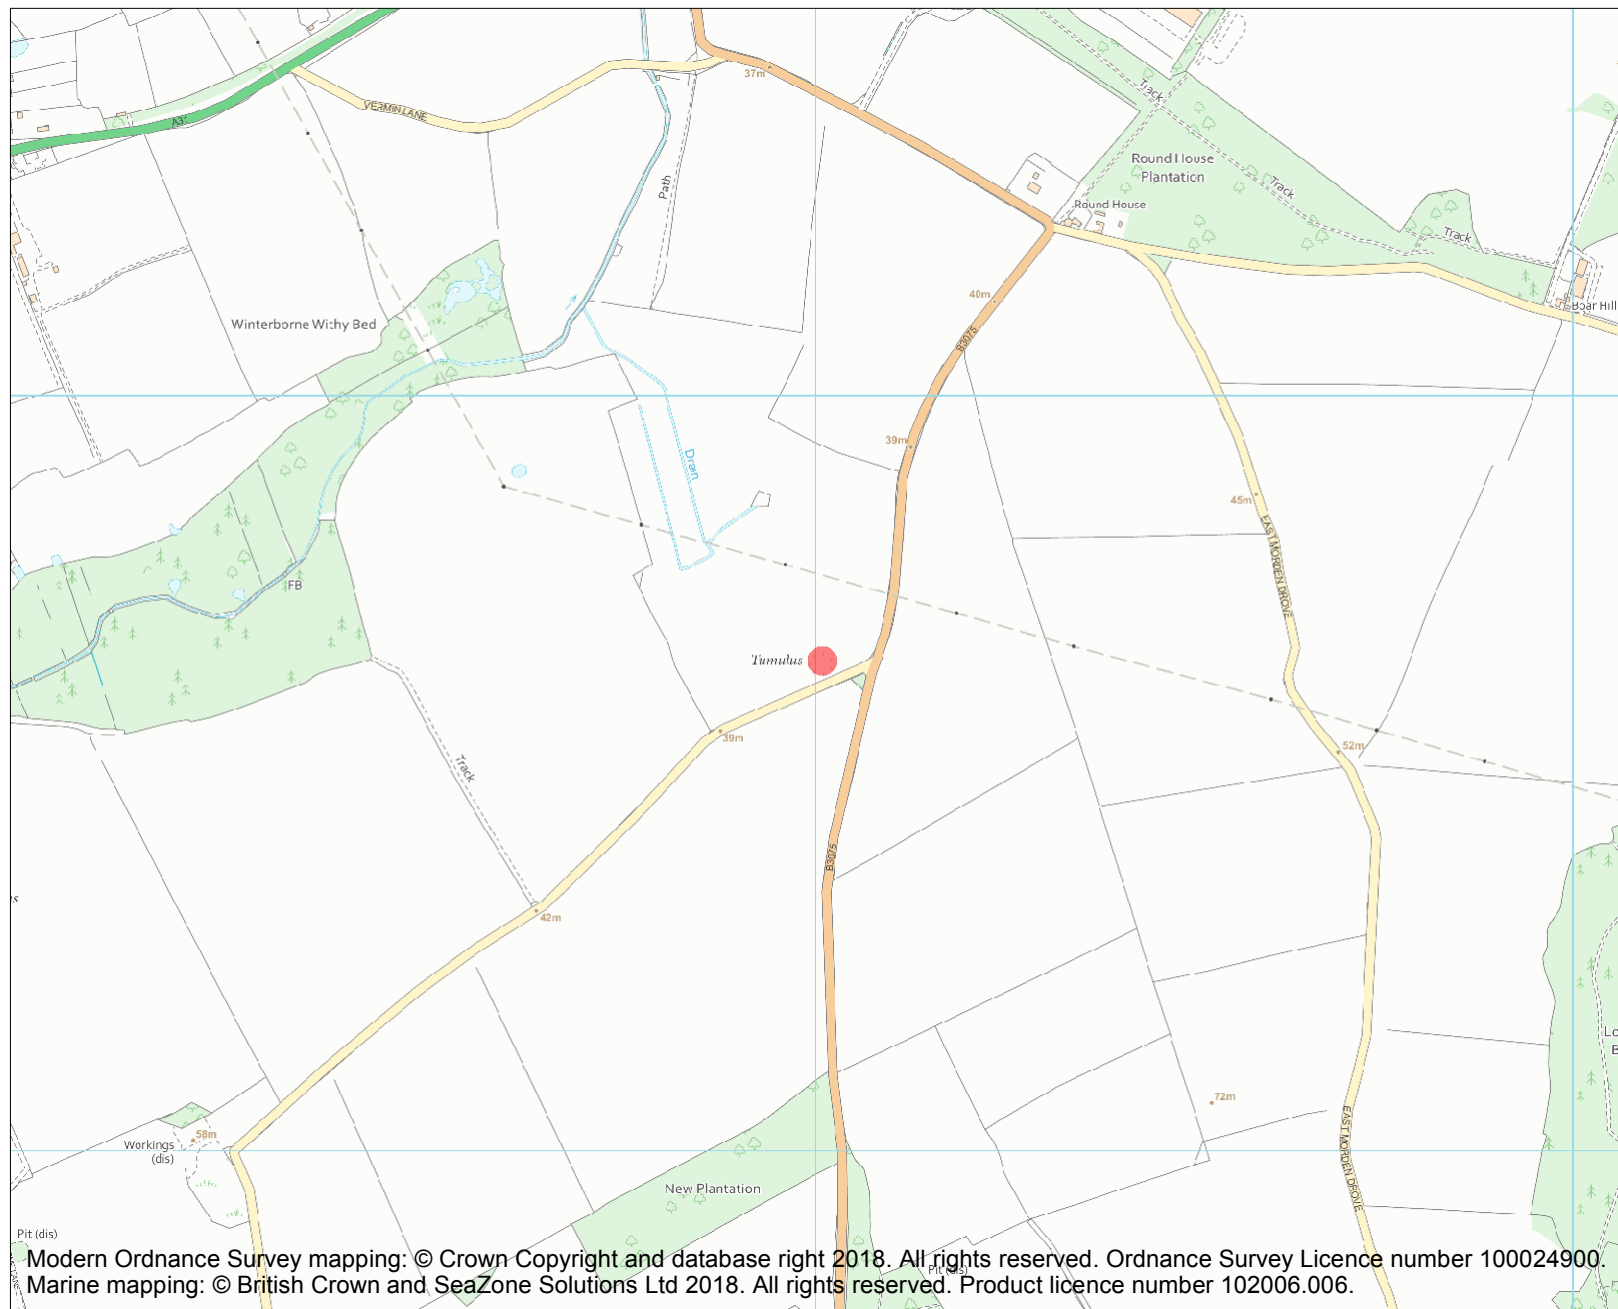 37m
VERMIN LANE
A31
Track
Path
Round House
Plantation
Track
Round House
Track
40m
Boar Hill
Winterborne Withy Bed
B3075
39m
Drain
45m
EAST MORDEN DROVE
FB
Tumulus
39m
52m
Track
B3075
42m
72m
58m
Workings
(dis)
EAST MORDEN DROVE
New Plantation
Pit (dis)
Pit (dis)
Modern Ordnance Survey mapping: © Crown Copyright and database right 2018. All rights reserved. Ordnance Survey Licence number 100024900.
Marine mapping: © British Crown and SeaZone Solutions Ltd 2018. All rights reserved. Product licence number 102006.006.